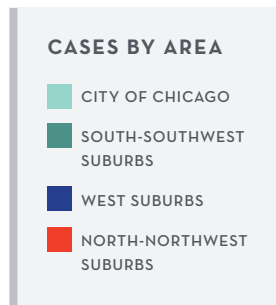 CASES BY AREA
CITY OF CHICAGO
SOUTH-SOUTHWEST
SUBURBS
WEST SUBURBS
NORTH-NORTHWEST
SUBURBS